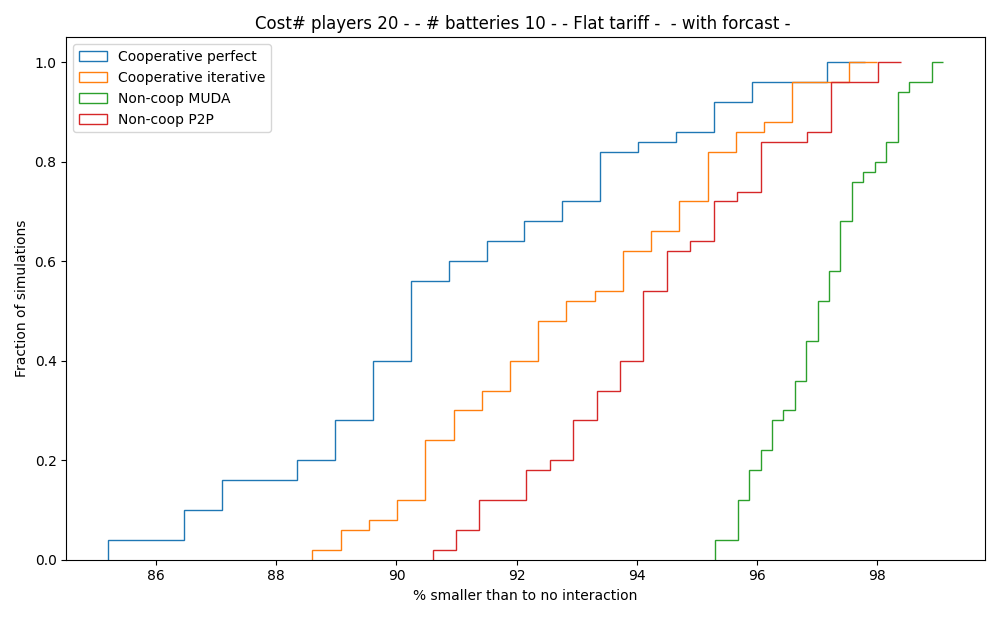 Cost# players 20 - - # batteries 10 - - Flat tariff -  - with forcast -
Cooperative perfect
Cooperative iterative
Non-coop MUDA
Non-coop P2P
Fraction of simulations
1.0
0.8
0.6
0.4
0.2
0.0
86 88 90 92 94 96 98
% smaller than to no interaction